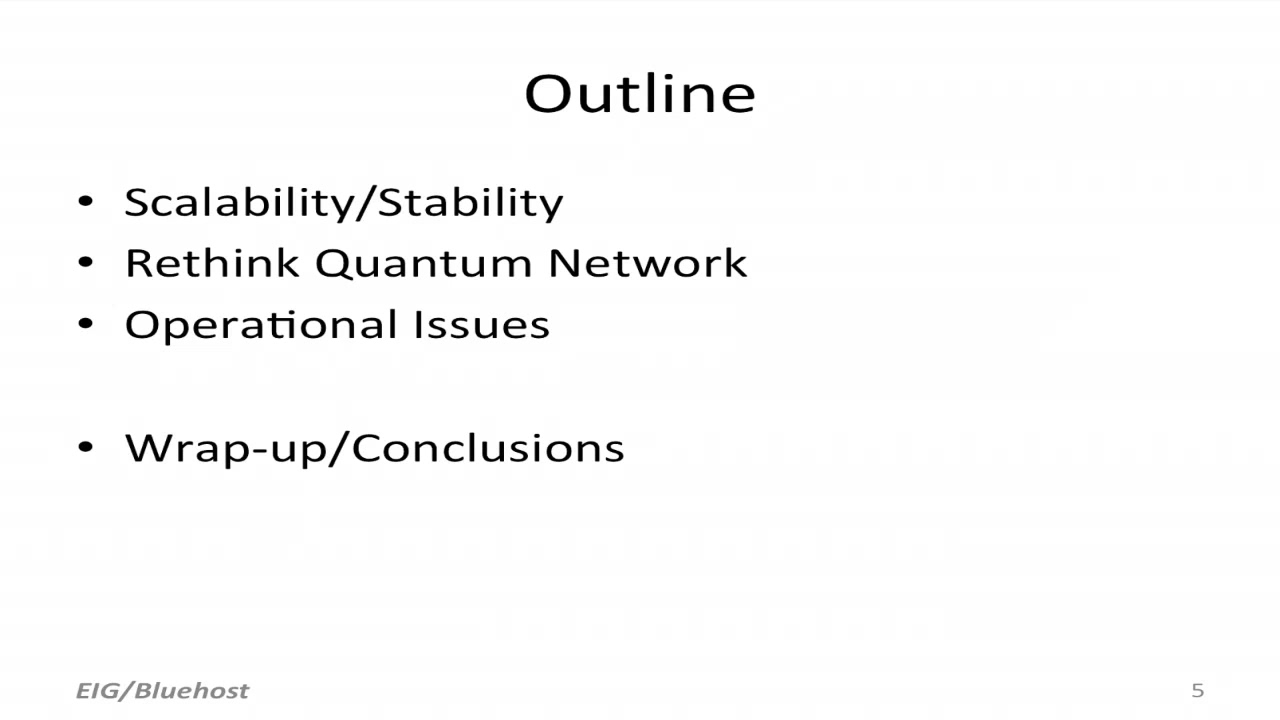 Outline
• Scalability/Stability
• Rethink Quantum Network
• Operational Issues
• Wrap-up/Conclusions
EIG/Bluehost
5